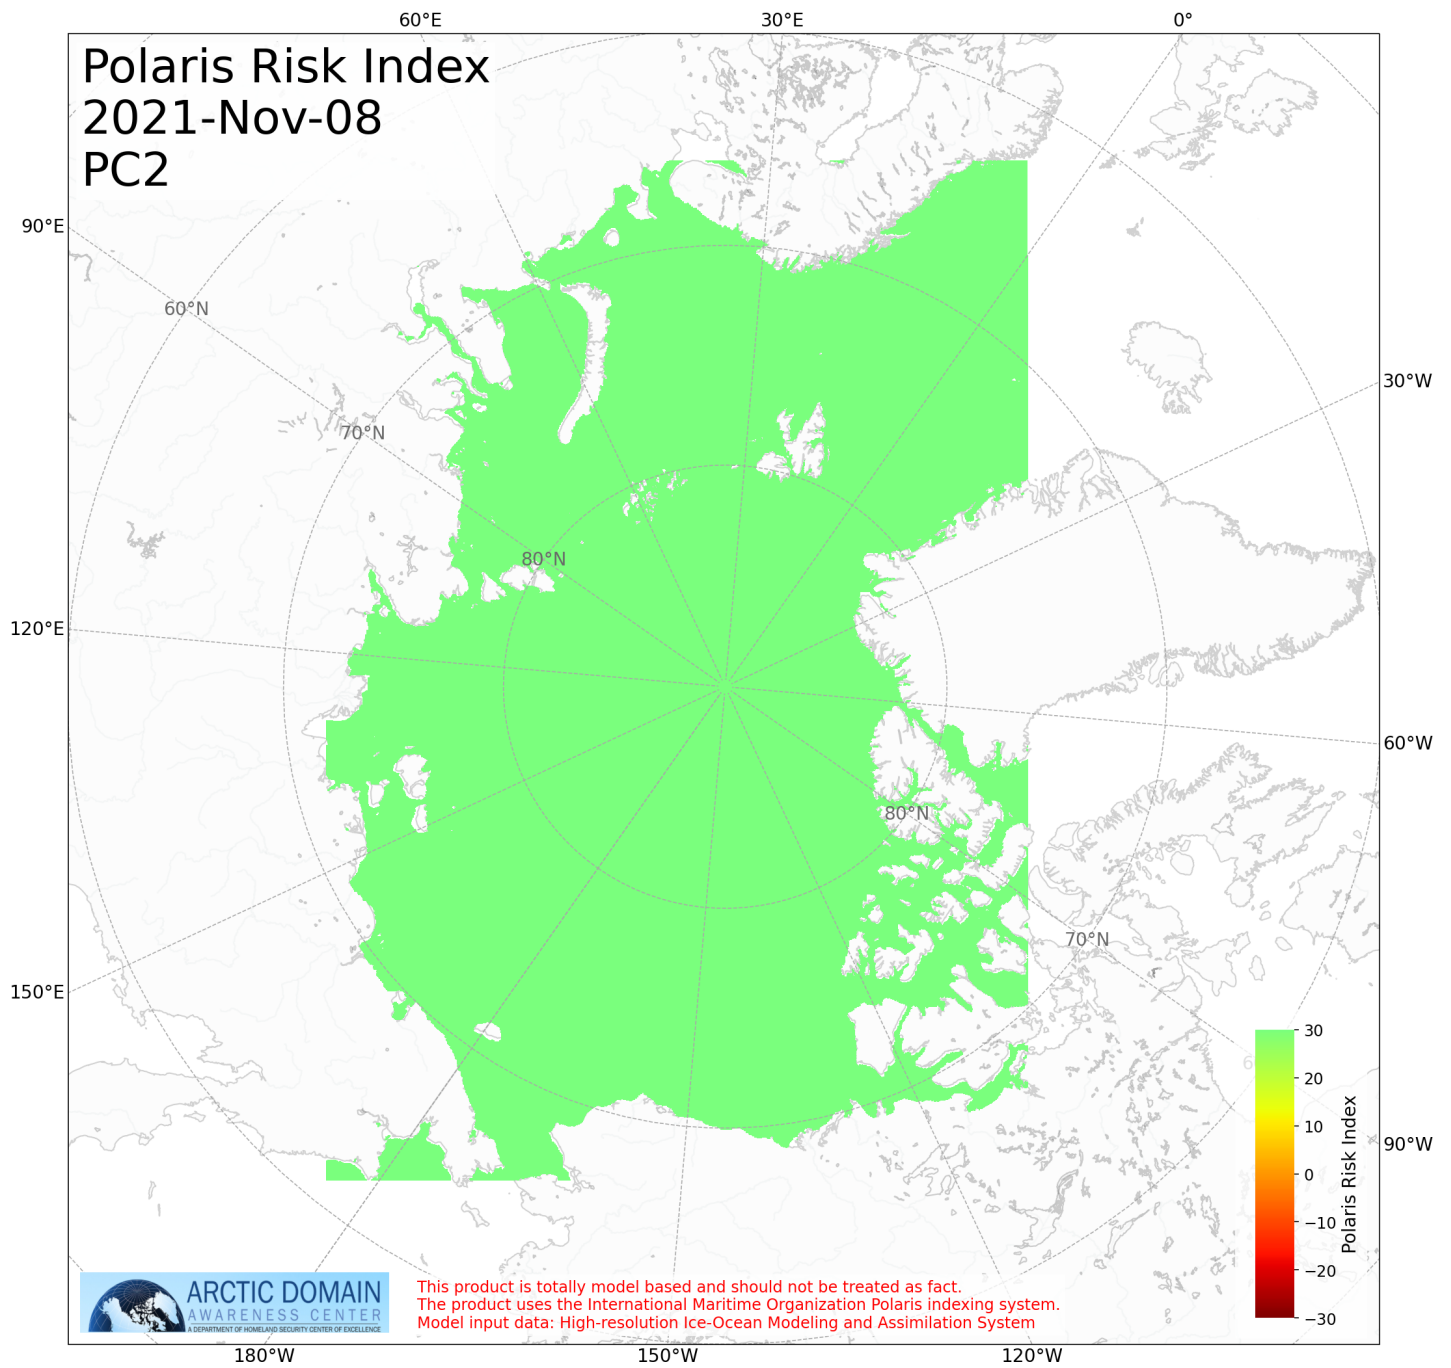 60°E 30°E 0°
Polaris Risk Index
2021-Nov-08
PC2
90°E
60°N
30°W
70°N
80°N
120°E
60°W
80°N
70°N
150°E
30
20
10
0
−10
−20
−30
Polaris Risk Index
90°W
ARCTIC DOMAIN
AWARENESS CENTER
A DEPARTMENT OF HOMELAND SECURITY CENTER OF EXCELLENCE
This product is totally model based and should not be treated as fact.
The product uses the International Maritime Organization Polaris indexing system.
Model input data: High-resolution Ice-Ocean Modeling and Assimilation System
180°W 150°W 120°W